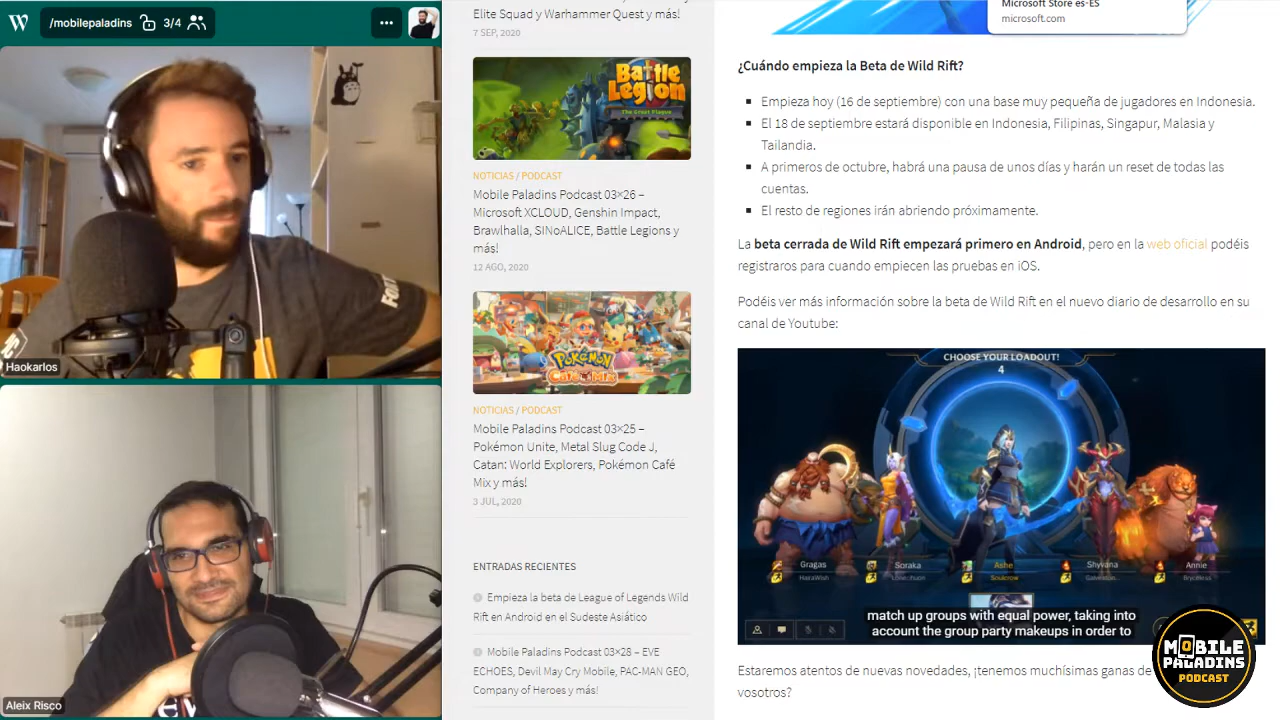 /mobilepaladins 3/4
Haokarlos
Aleix Risco
Elite Squad y Warhammer Quest y más!
7 SEP, 2020
Battle
Legion
The Great Plague
NOTICIAS / PODCAST
Mobile Paladins Podcast 03×26 –
Microsoft XCLOUD, Genshin Impact,
Brawlhalla, SINoALICE, Battle Legions y
más!
12 AGO, 2020
POKÉMON
Café Mix
NOTICIAS / PODCAST
Mobile Paladins Podcast 03×25 –
Pokémon Unite, Metal Slug Code J,
Catan: World Explorers, Pokémon Café
Mix y más!
3 JUL, 2020
ENTRADAS RECIENTES
Empieza la beta de League of Legends Wild
Rift en Android en el Sudeste Asiático
Mobile Paladins Podcast 03×28 – EVE
ECHOES, Devil May Cry Mobile, PAC-MAN GEO,
Company of Heroes y más!
Microsoft Store es-ES
microsoft.com
¿Cuándo empieza la Beta de Wild Rift?
Empieza hoy (16 de septiembre) con una base muy pequeña de jugadores en Indonesia.
El 18 de septiembre estará disponible en Indonesia, Filipinas, Singapur, Malasia y
Tailandia.
A primeros de octubre, habrá una pausa de unos días y harán un reset de todas las
cuentas.
El resto de regiones irán abriendo próximamente.
La beta cerrada de Wild Rift empezará primero en Android, pero en la web oficial podéis
registraros para cuando empiecen las pruebas en iOS.
Podéis ver más información sobre la beta de Wild Rift en el nuevo diario de desarrollo en su
canal de Youtube:
CHOOSE YOUR LOADOUT!
4
Gragas Soraka Ashe Shyvana Annie
match up groups with equal power, taking into
account the group party makeups in order to
MOBILE
PALADINS
PODCAST
Estaremos atentos de nuevas novedades, ¡tenemos muchísimas ganas de
vosotros?